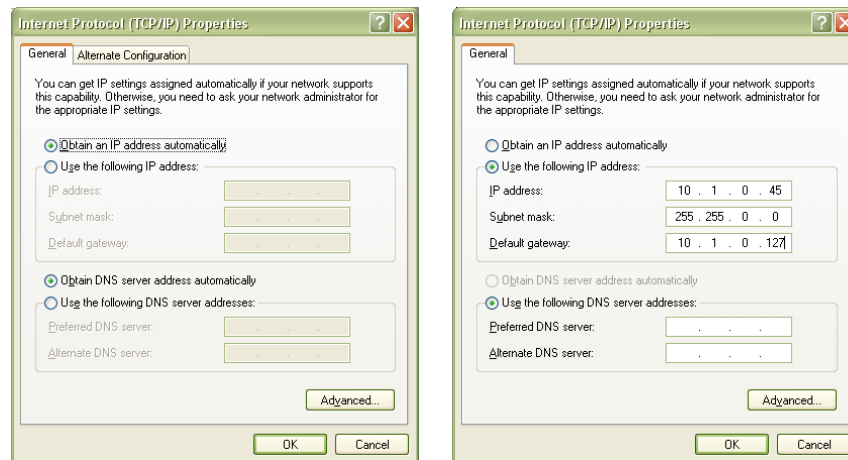 Internet Protocol (TCP/IP) Properties
General Alternate Configuration
You can get IP settings assigned automatically if your network supports
this capability. Otherwise, you need to ask your network administrator for
the appropriate IP settings.
Obtain an IP address automatically
Use the following IP address:
IP address:
Subnet mask:
Default gateway:
Obtain DNS server address automatically
Use the following DNS server addresses:
Preferred DNS server:
Alternate DNS server:
Advanced...
OK Cancel
Internet Protocol (TCP/IP) Properties
General
You can get IP settings assigned automatically if your network supports
this capability. Otherwise, you need to ask your network administrator for
the appropriate IP settings.
Obtain an IP address automatically
Use the following IP address:
IP address: 10 . 1 . 0 . 45
Subnet mask: 255 . 255 . 0 . 0
Default gateway: 10 . 1 . 0 . 127
Obtain DNS server address automatically
Use the following DNS server addresses:
Preferred DNS server: . . .
Alternate DNS server: . . .
Advanced...
OK Cancel